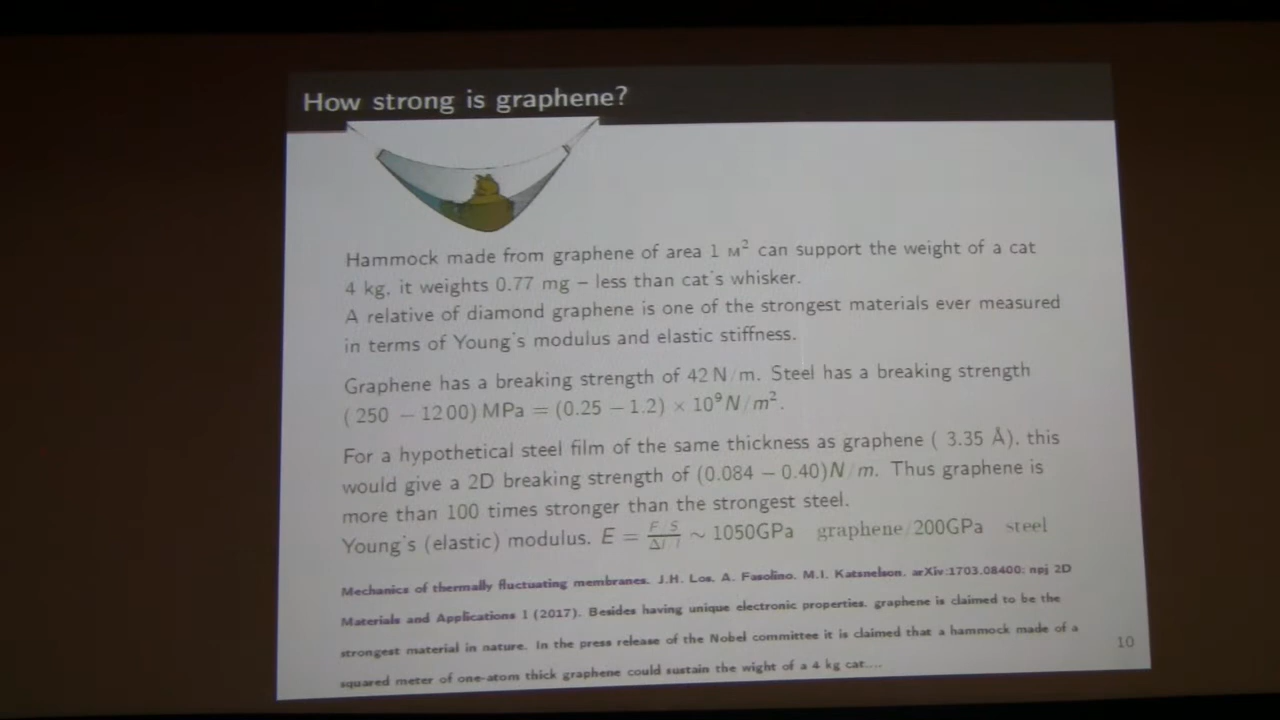 How strong is graphene?
Hammock made from graphene of area 1 м² can support the weight of a cat
4 kg, it weights 0.77 mg – less than cat's whisker.
A relative of diamond graphene is one of the strongest materials ever measured
in terms of Young's modulus and elastic stiffness.
Graphene has a breaking strength of 42 N/m. Steel has a breaking strength
(250 – 1200) MPa = (0.25 – 1.2) × 10⁹ N/m².
For a hypothetical steel film of the same thickness as graphene ( 3.35 Å), this
would give a 2D breaking strength of (0.084 – 0.40)N/m. Thus graphene is
more than 100 times stronger than the strongest steel.
Young's (elastic) modulus. E = F/S / Δl/l ~ 1050GPa graphene/200GPa steel
Mechanics of thermally fluctuating membranes. J.H. Los, A. Fasolino, M.I. Katsnelson, arXiv:1703.08400; npj 2D
Materials and Applications 1 (2017). Besides having unique electronic properties, graphene is claimed to be the
strongest material in nature. In the press release of the Nobel committee it is claimed that a hammock made of a
squared meter of one-atom thick graphene could sustain the wight of a 4 kg cat....
10